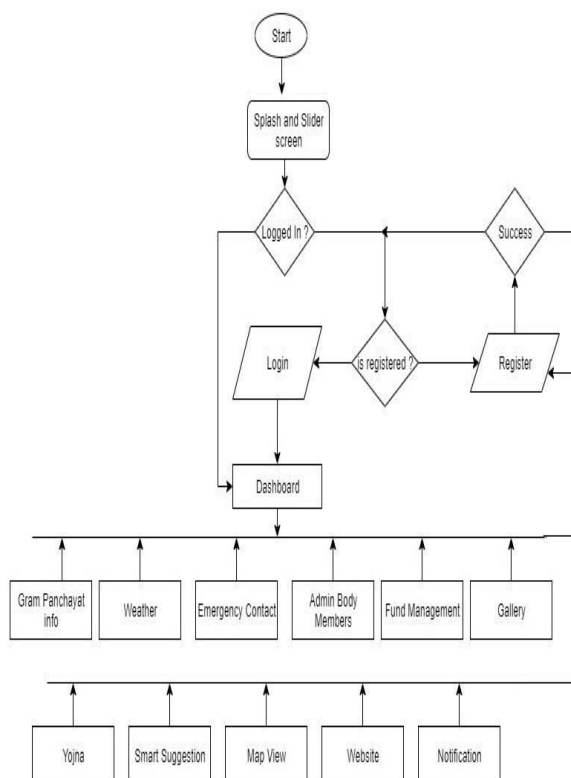 Start
Splash and Slider
screen
Logged In ?
Success
Login
is registered ?
Register
Dashboard
Gram Panchayat
info
Weather
Emergency Contact
Admin Body
Members
Fund Management
Gallery
Yojna
Smart Suggestion
Map View
Website
Notification